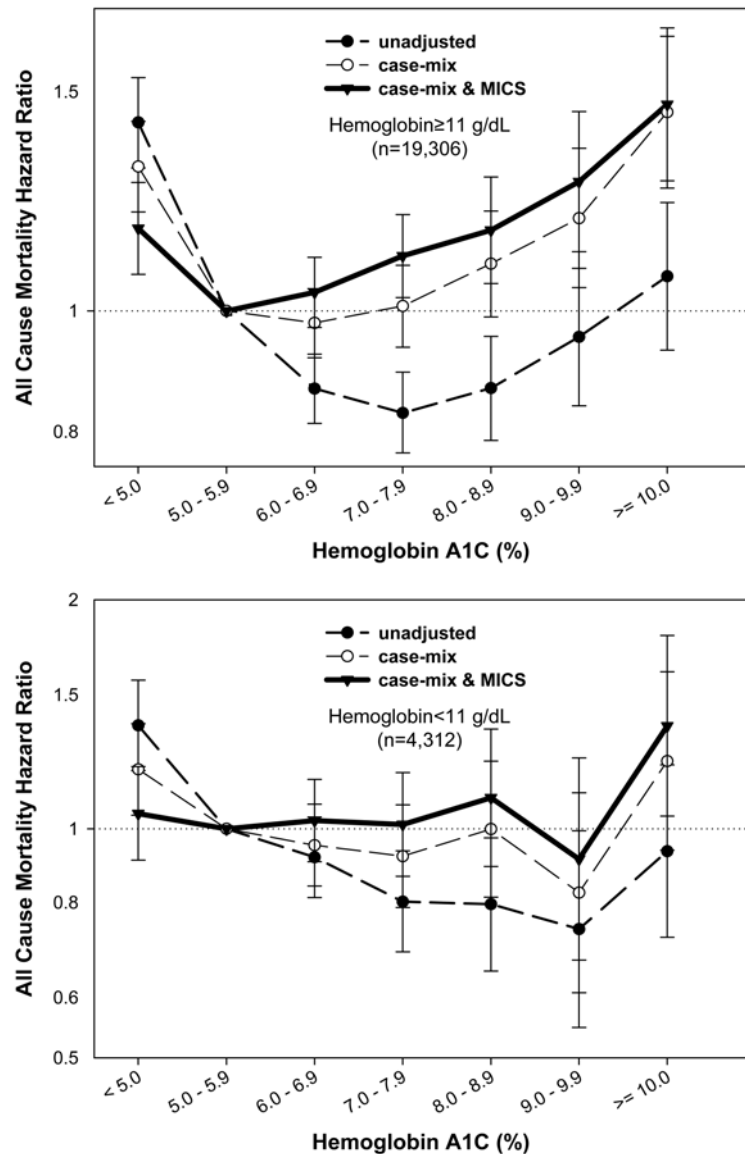 unadjusted
case-mix
case-mix & MICS
Hemoglobin≥11 g/dL
(n=19,306)
All Cause Mortality Hazard Ratio
1.5
1
0.8
< 5.0
5.0 - 5.9
6.0 - 6.9
7.0 - 7.9
8.0 - 8.9
9.0 - 9.9
>= 10.0
Hemoglobin A1C (%)
unadjusted
case-mix
case-mix & MICS
Hemoglobin<11 g/dL
(n=4,312)
All Cause Mortality Hazard Ratio
2
1.5
1
0.8
0.6
0.5
< 5.0
5.0 - 5.9
6.0 - 6.9
7.0 - 7.9
8.0 - 8.9
9.0 - 9.9
>= 10.0
Hemoglobin A1C (%)